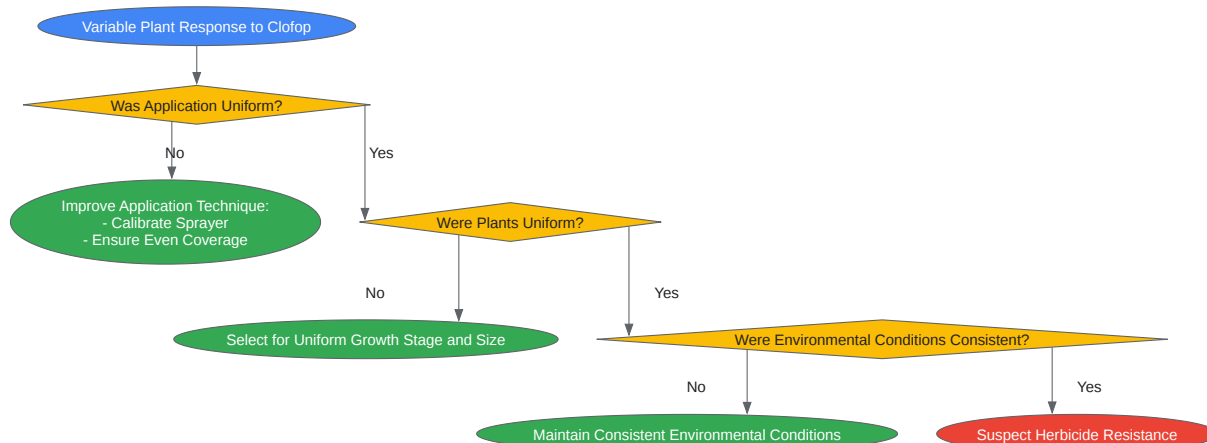 Variable Plant Response to Clofop
Was Application Uniform?
No
Yes
Improve Application Technique:
- Calibrate Sprayer
- Ensure Even Coverage
Were Plants Uniform?
No
Yes
Select for Uniform Growth Stage and Size
Were Environmental Conditions Consistent?
No
Yes
Maintain Consistent Environmental Conditions
Suspect Herbicide Resistance